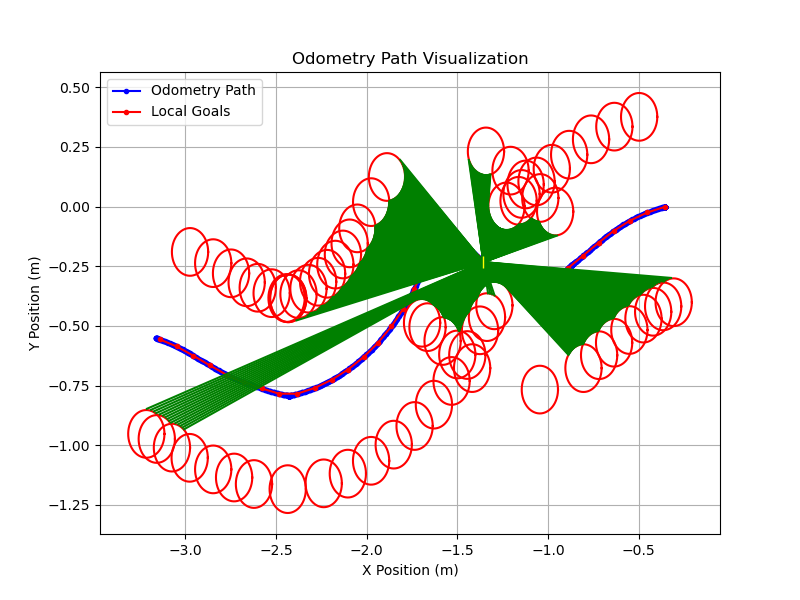 Odometry Path Visualization
Odometry Path
Local Goals
0.50
0.25
0.00
−0.25
−0.50
−0.75
−1.00
−1.25
Y Position (m)
−3.0
−2.5
−2.0
−1.5
−1.0
−0.5
X Position (m)